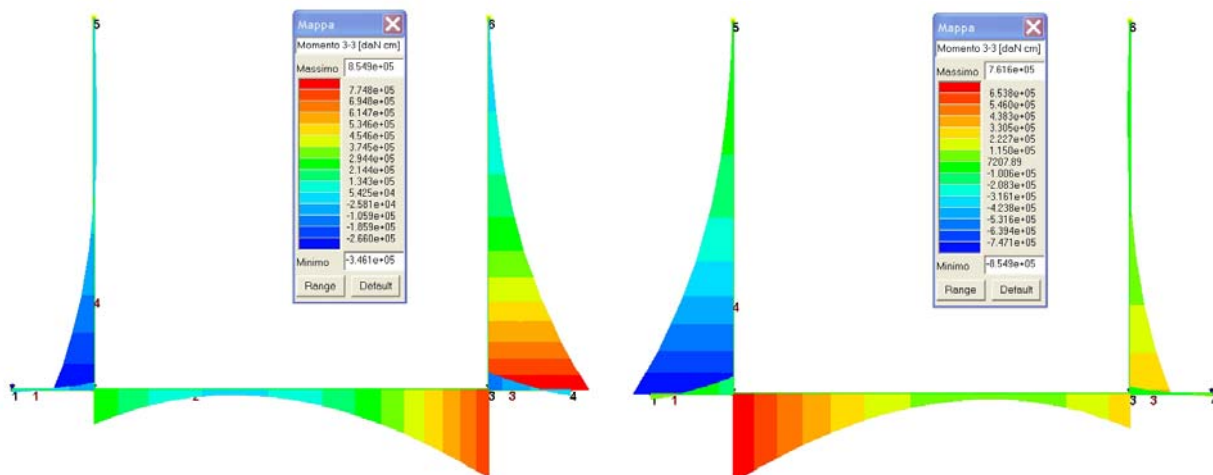 5
Mappa
Momento 3-3 [daN cm]
Massimo 8.549e+05
7.748e+05
6.948e+05
6.147e+05
5.346e+05
4.546e+05
3.745e+05
2.944e+05
2.144e+05
1.343e+05
5.425e+04
-2.581e+04
-1.059e+05
-1.859e+05
-2.660e+05
Minimo -3.461e+05
Range Default
6
4
1 1
2
3 3 4
5
Mappa
Momento 3-3 [daN cm]
Massimo 7.616e+05
6.538e+05
5.460e+05
4.383e+05
3.305e+05
2.227e+05
1.150e+05
7207.89
-1.006e+05
-2.083e+05
-3.161e+05
-4.238e+05
-5.316e+05
-6.394e+05
-7.471e+05
Minimo -8.549e+05
Range Default
6
4
1 1
3 3